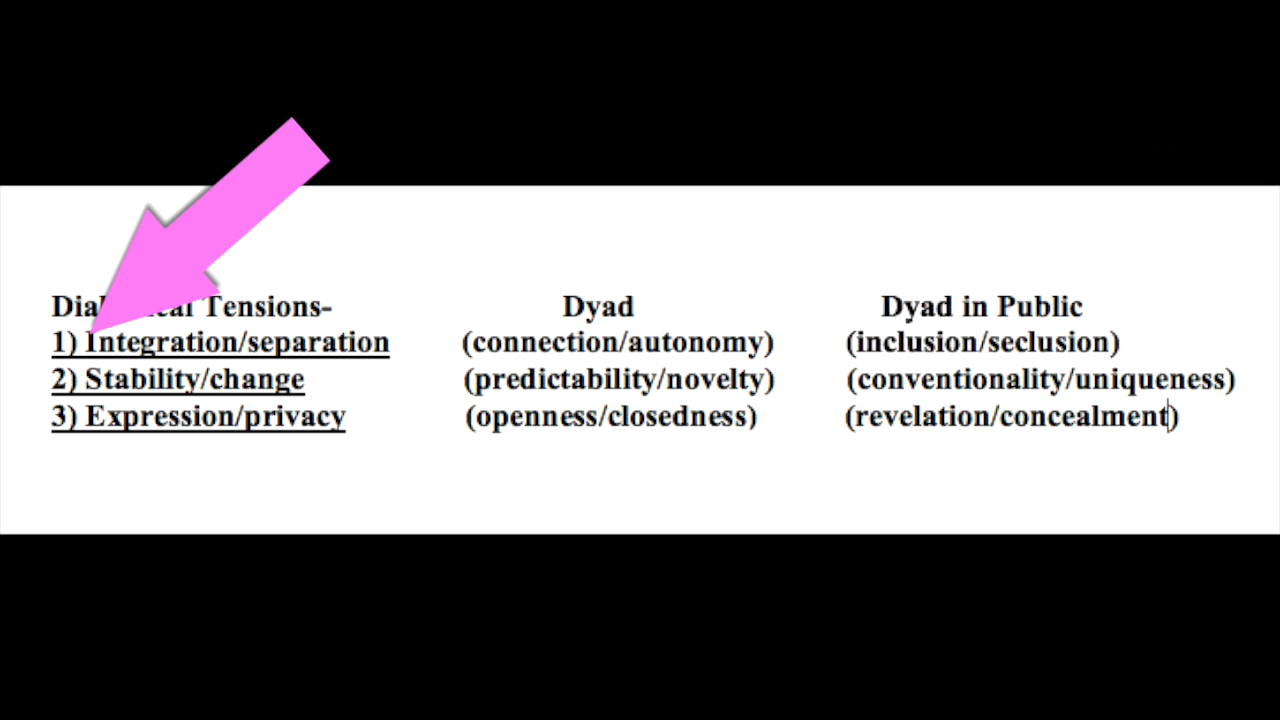 Tensions- Dyad Dyad in Public
1) Integration/separation (connection/autonomy) (inclusion/seclusion)
2) Stability/change (predictability/novelty) (conventionality/uniqueness)
3) Expression/privacy (openness/closedness) (revelation/concealment)